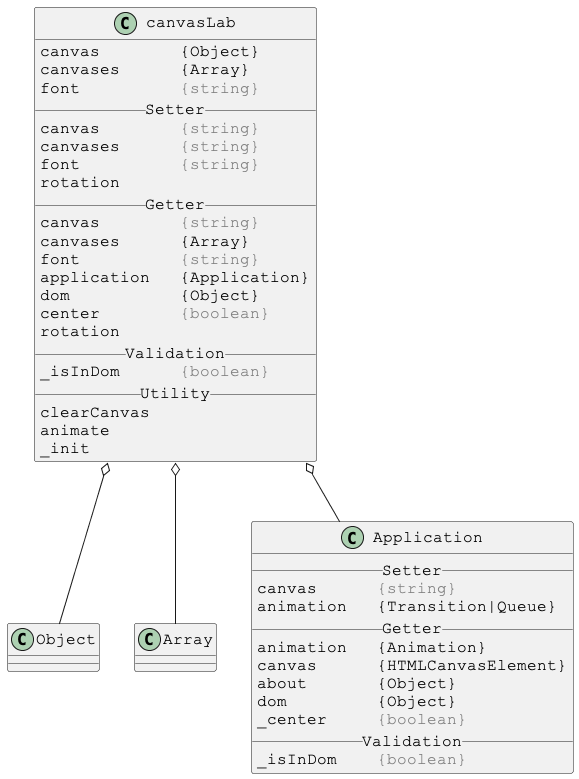 C canvasLab
canvas {Object}
canvases {Array}
font {string}
Setter
canvas {string}
canvases {string}
font {string}
rotation
Getter
canvas {string}
canvases {Array}
font {string}
application {Application}
dom {Object}
center {boolean}
rotation
Validation
_isInDom {boolean}
Utility
clearCanvas
animate
_init
C Object
C Array
C Application
Setter
canvas {string}
animation {Transition|Queue}
Getter
animation {Animation}
canvas {HTMLCanvasElement}
about {Object}
dom {Object}
_center {boolean}
Validation
_isInDom {boolean}